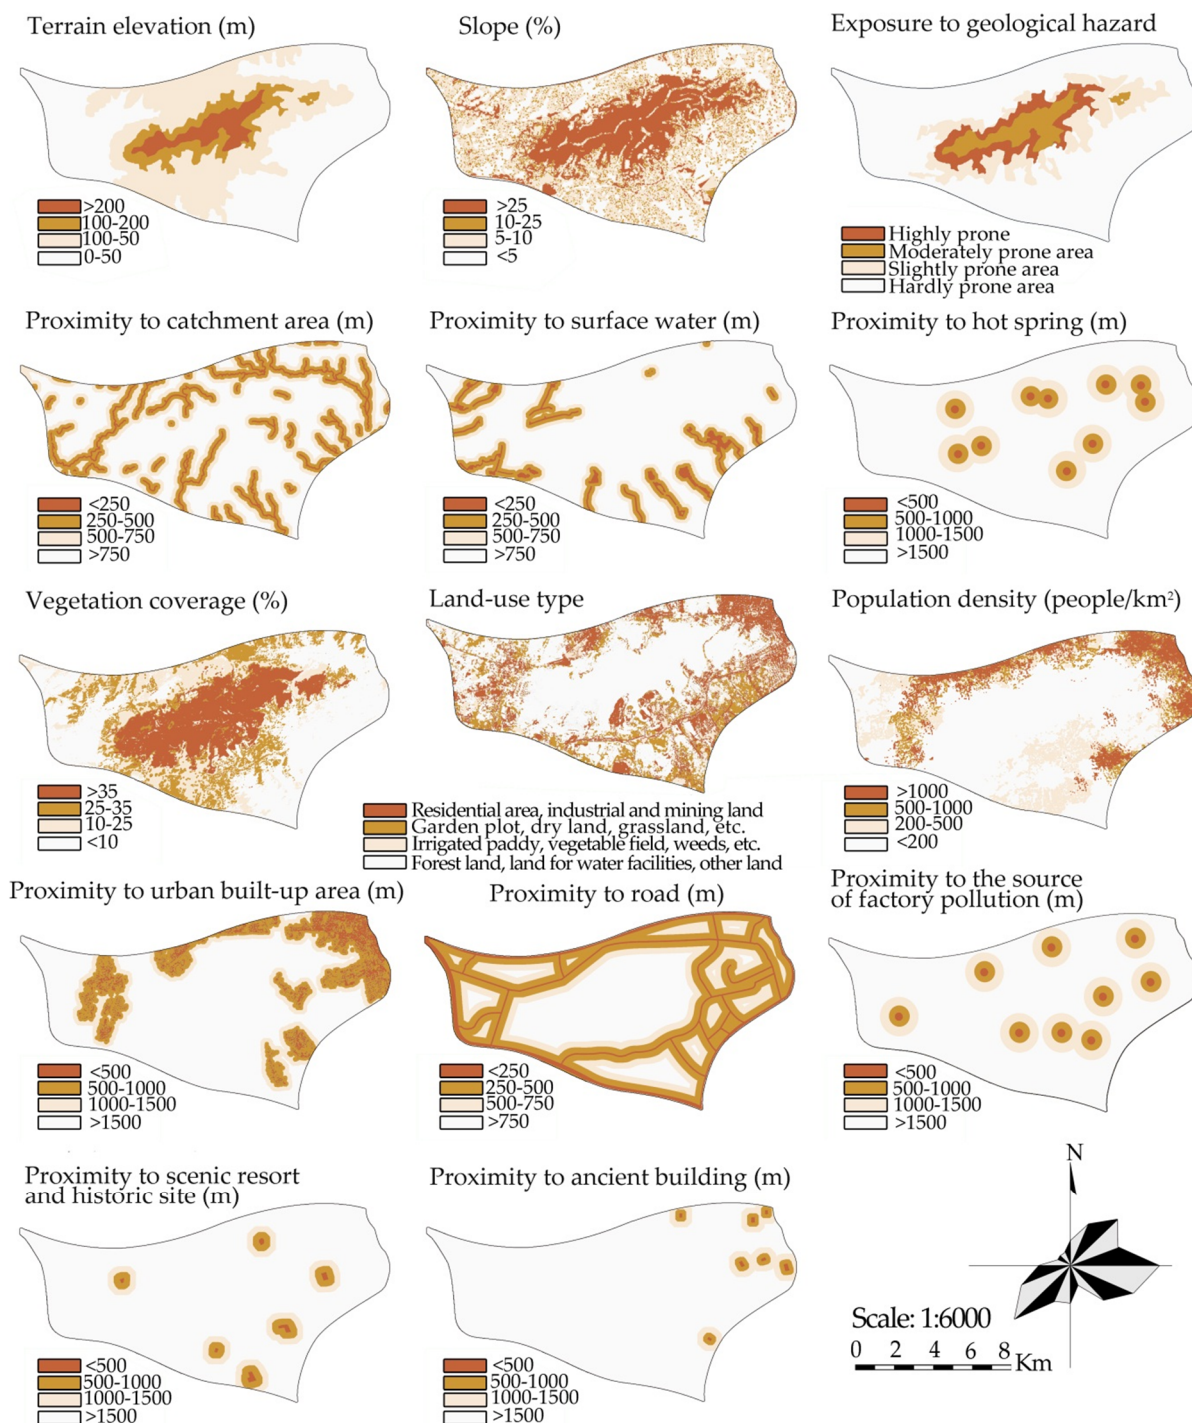 Terrain elevation (m)
>200
100-200
100-50
0-50
Slope (%)
>25
10-25
5-10
<5
Exposure to geological hazard
Highly prone
Moderately prone area
Slightly prone area
Hardly prone area
Proximity to catchment area (m)
<250
250-500
500-750
>750
Proximity to surface water (m)
<250
250-500
500-750
>750
Proximity to hot spring (m)
<500
500-1000
1000-1500
>1500
Vegetation coverage (%)
>35
25-35
10-25
<10
Land-use type
Residential area, industrial and mining land
Garden plot, dry land, grassland, etc.
Irrigated paddy, vegetable field, weeds, etc.
Forest land, land for water facilities, other land
Population density (people/km²)
>1000
500-1000
200-500
<200
Proximity to urban built-up area (m)
<500
500-1000
1000-1500
>1500
Proximity to road (m)
<250
250-500
500-750
>750
Proximity to the source
of factory pollution (m)
<500
500-1000
1000-1500
>1500
Proximity to scenic resort
and historic site (m)
<500
500-1000
1000-1500
>1500
Proximity to ancient building (m)
<500
500-1000
1000-1500
>1500
N
Scale: 1:6000
0 2 4 6 8 Km